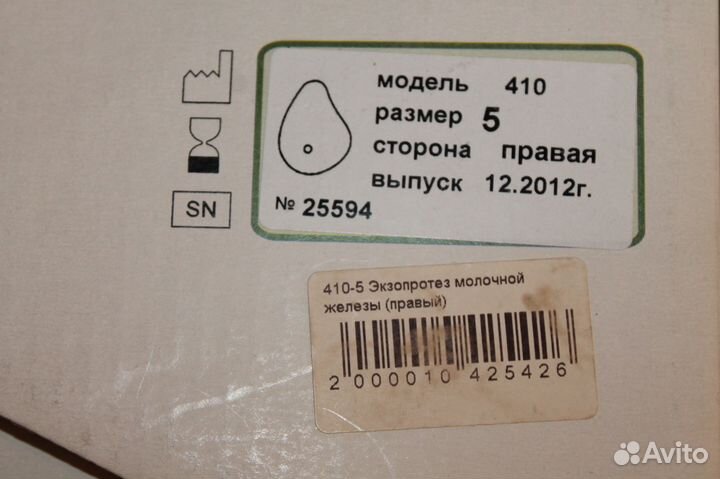 модель 410
размер 5
сторона правая
выпуск 12.2012г.
№ 25594
SN
410-5 Экзопротез молочной
железы (правый)
2 000010 425426
Avito